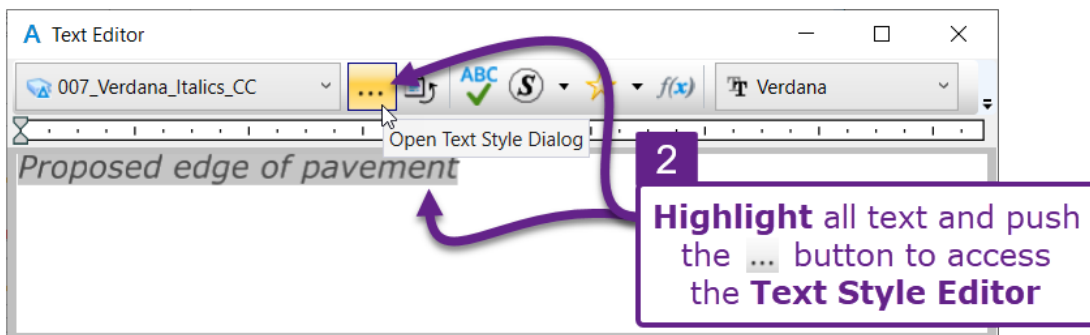 A Text Editor
007_Verdana_Italics_CC ... ABC S f(x) Tr Verdana
Open Text Style Dialog
Proposed edge of pavement
2
Highlight all text and push
the ... button to access
the Text Style Editor